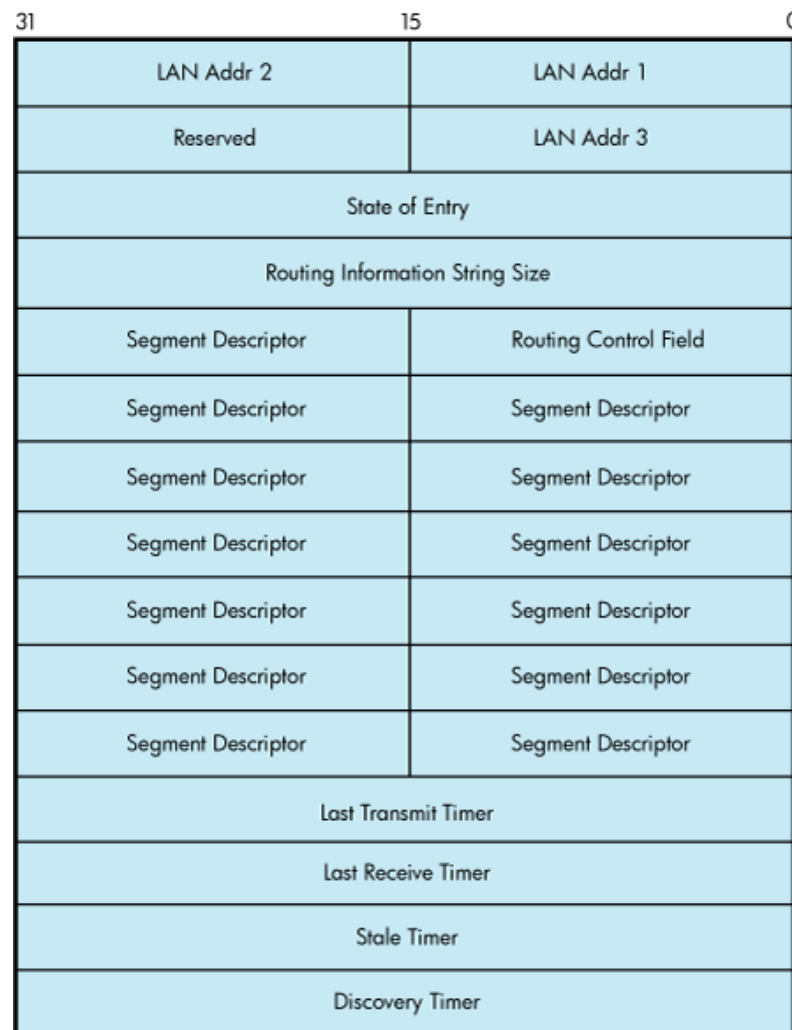 31 15 0
LAN Addr 2 LAN Addr 1
Reserved LAN Addr 3
State of Entry
Routing Information String Size
Segment Descriptor Routing Control Field
Segment Descriptor Segment Descriptor
Segment Descriptor Segment Descriptor
Segment Descriptor Segment Descriptor
Segment Descriptor Segment Descriptor
Segment Descriptor Segment Descriptor
Segment Descriptor Segment Descriptor
Last Transmit Timer
Last Receive Timer
Stale Timer
Discovery Timer